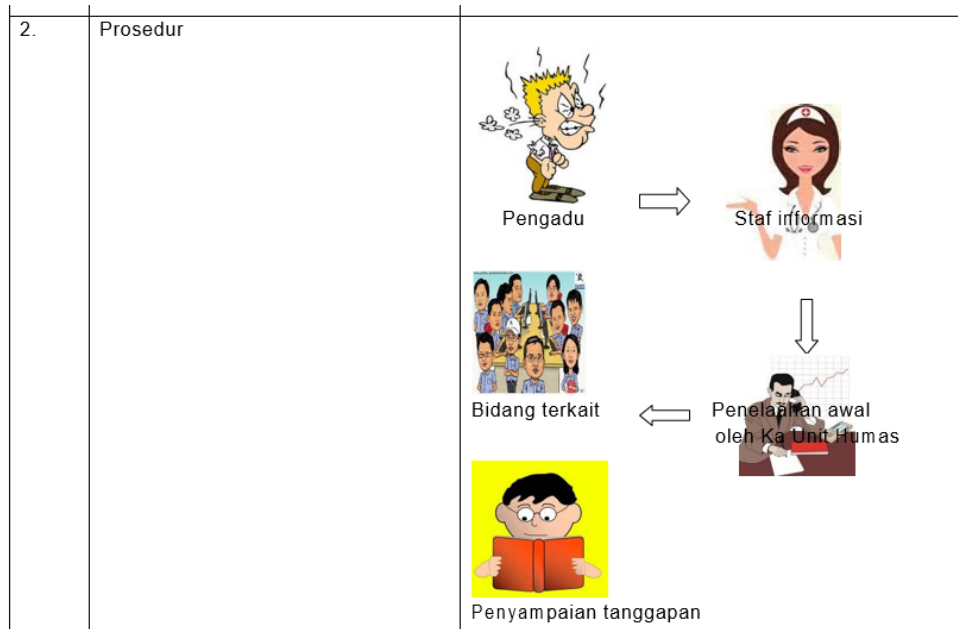 2. Prosedur
Pengadu
Staf informasi
Bidang terkait
Penelaahan awal
oleh Ka Unit Humas
Penyampaian tanggapan